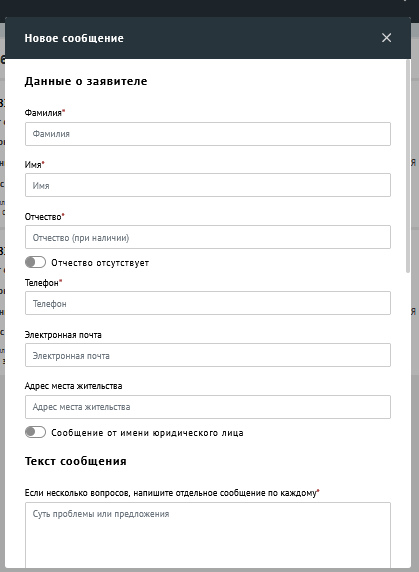 Новое сообщение
Данные о заявителе
Фамилия*
Фамилия
Имя*
Имя
Отчество*
Отчество (при наличии)
Отчество отсутствует
Телефон*
Телефон
Электронная почта
Электронная почта
Адрес места жительства
Адрес места жительства
Сообщение от имени юридического лица
Текст сообщения
Если несколько вопросов, напишите отдельное сообщение по каждому*
Суть проблемы или предложения